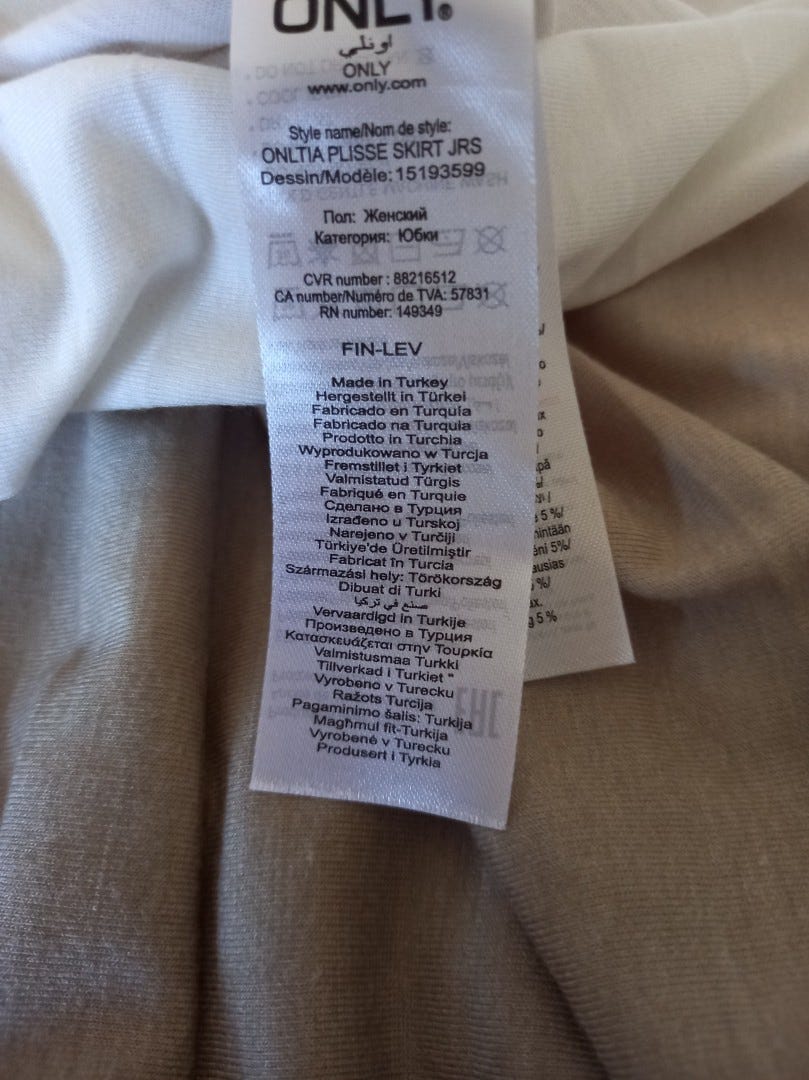 ONLY®
اونلي
ONLY
www.only.com
Style name/Nom de style:
ONLTIA PLISSE SKIRT JRS
Dessin/Modèle: 15193599
Пол: Женский
Категория: Юбки
CVR number : 88216512
CA number/Numéro de TVA: 57831
RN number: 149349
FIN-LEV
Made in Turkey
Hergestellt in Türkei
Fabricado en Turquía
Fabricado na Turquia
Prodotto in Turchia
Wyprodukowano w Turcja
Fremstillet i Tyrkiet
Valmistatud Türgis
Fabriqué en Turquie
Сделано в Турция
Izrađeno u Turskoj
Narejeno v Turčiji
Türkiye'de Üretilmiştir
Fabricat în Turcia
Származási hely: Törökország
Dibuat di Turki
صنع في تركيا
Vervaardigd in Turkije
Произведено в Турция
Κατασκευάζεται στην Τουρκία
Valmistusmaa Turkki
Tillverkad i Turkiet "
Vyrobeno v Turecku
Ražots Turcija
Pagaminimo šalis: Turkija
Magħmul fit-Turkija
Vyrobené v Turecku
Produsert i Tyrkia
5 %/
5%/
%/
5 %